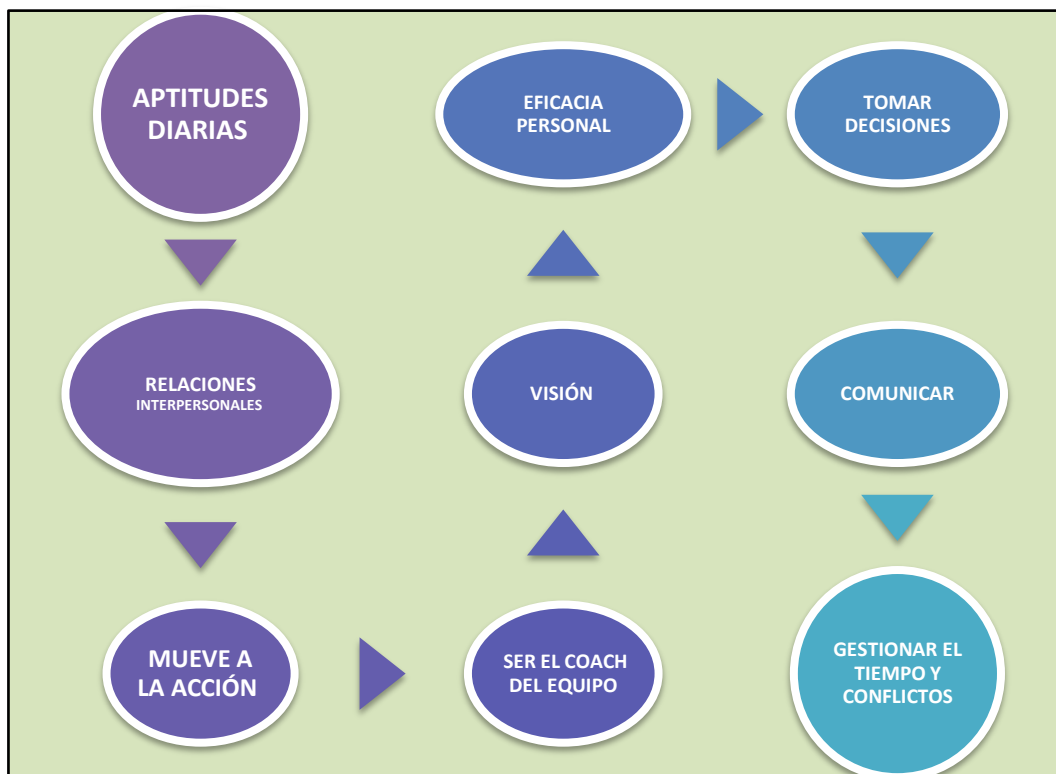 APTITUDES
DIARIAS
RELACIONES
INTERPERSONALES
MUEVE A
LA ACCIÓN
SER EL COACH
DEL EQUIPO
VISIÓN
EFICACIA
PERSONAL
TOMAR
DECISIONES
COMUNICAR
GESTIONAR EL
TIEMPO Y
CONFLICTOS